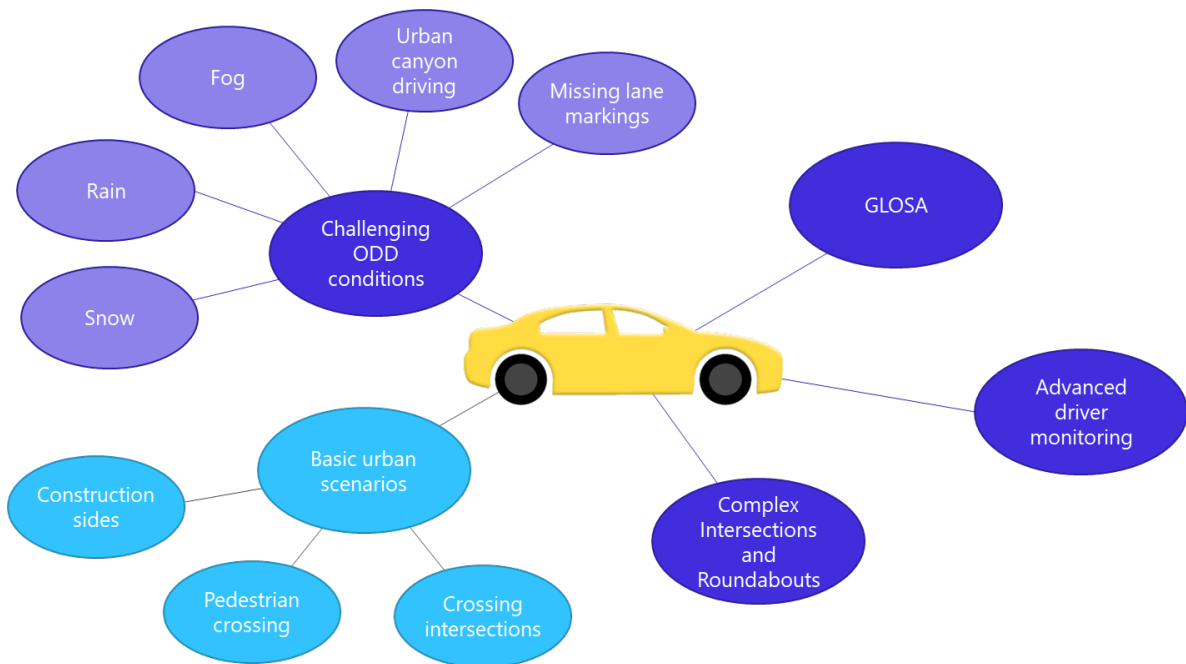 Urban
canyon
driving
Fog
Missing lane
markings
Rain
GLOSA
Challenging
ODD
conditions
Snow
Advanced
driver
monitoring
Basic urban
scenarios
Construction
sides
Complex
Intersections
and
Roundabouts
Pedestrian
crossing
Crossing
intersections